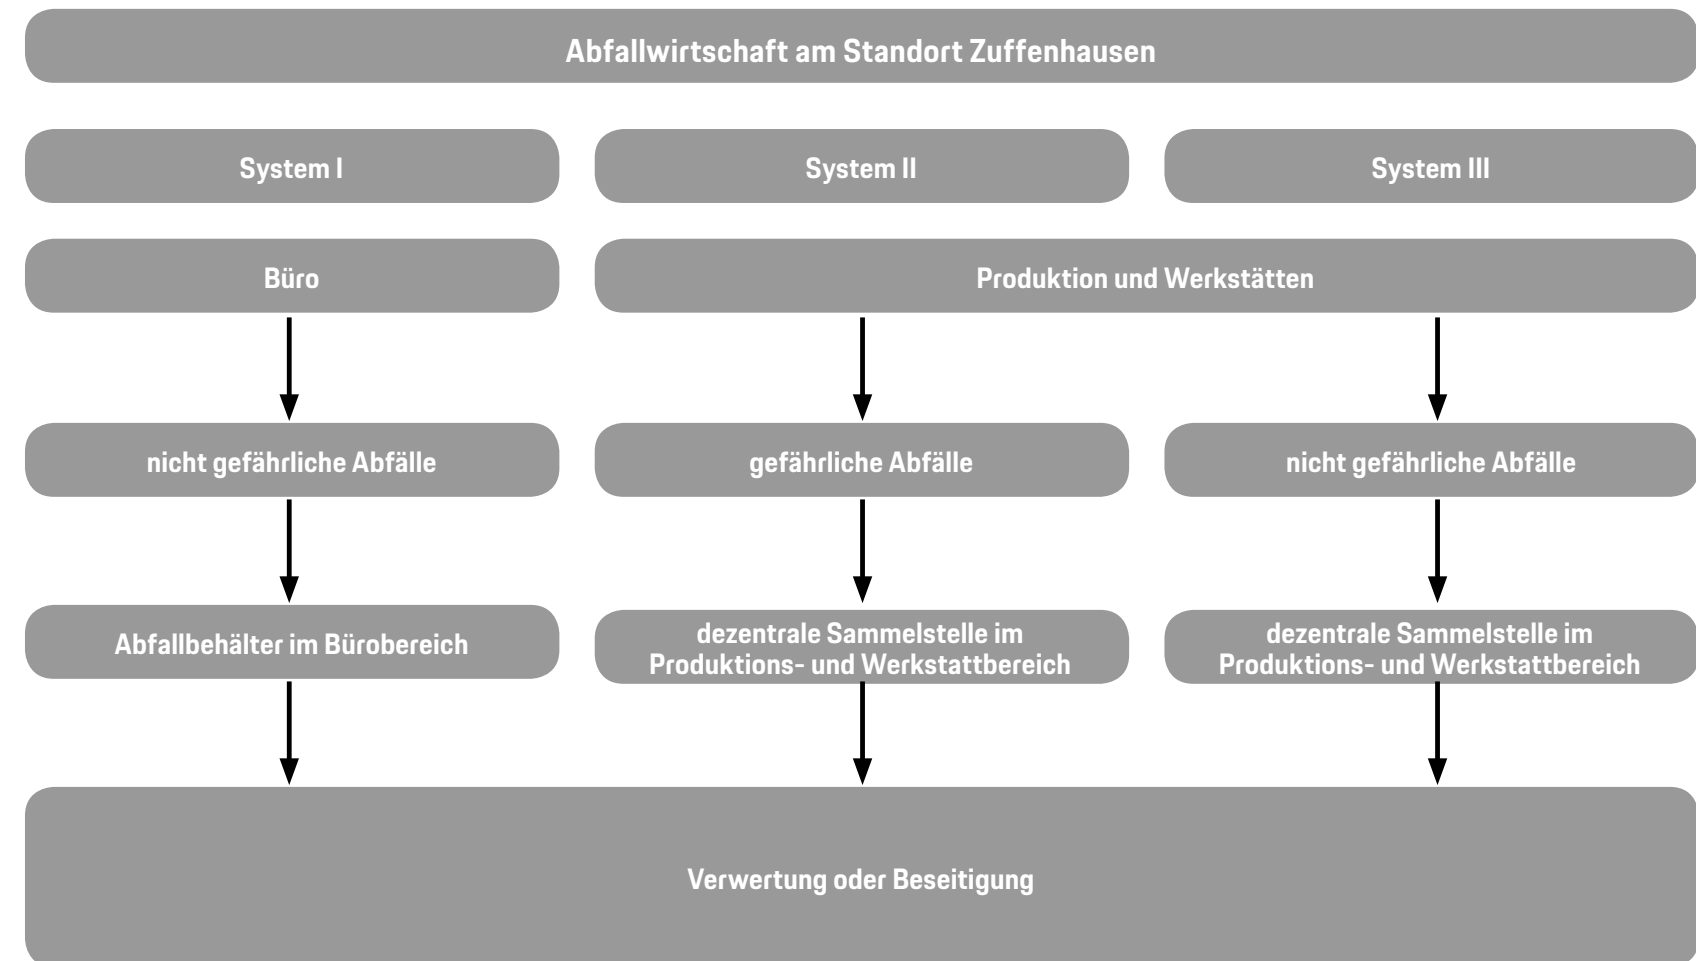 Abfallwirtschaft am Standort Zuffenhausen
System I
System II
System III
Büro
Produktion und Werkstätten
nicht gefährliche Abfälle
gefährliche Abfälle
nicht gefährliche Abfälle
Abfallbehälter im Bürobereich
dezentrale Sammelstelle im
Produktions- und Werkstattbereich
dezentrale Sammelstelle im
Produktions- und Werkstattbereich
Verwertung oder Beseitigung